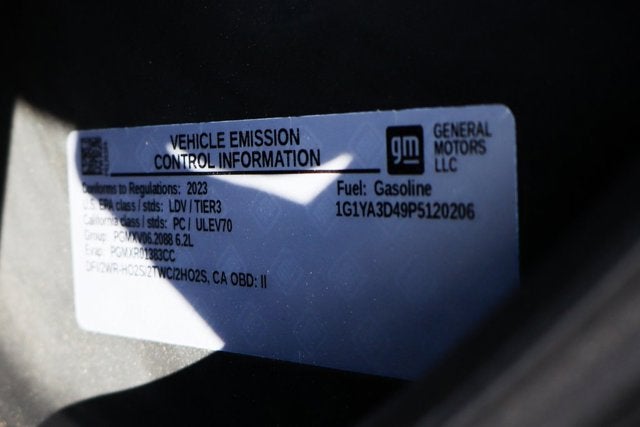 VEHICLE EMISSION
CONTROL INFORMATION
gm
GENERAL
MOTORS
LLC
Conforms to Regulations: 2023
U.S. EPA class / stds: LDV / TIER3
California class / stds: PC / ULEV70
Group: PGMXV06.2088 6.2L
Evap: PGMXR01383CC
DFI/2WR-HO2S/2TWC/2HO2S, CA OBD: II
Fuel: Gasoline
1G1YA3D49P5120206